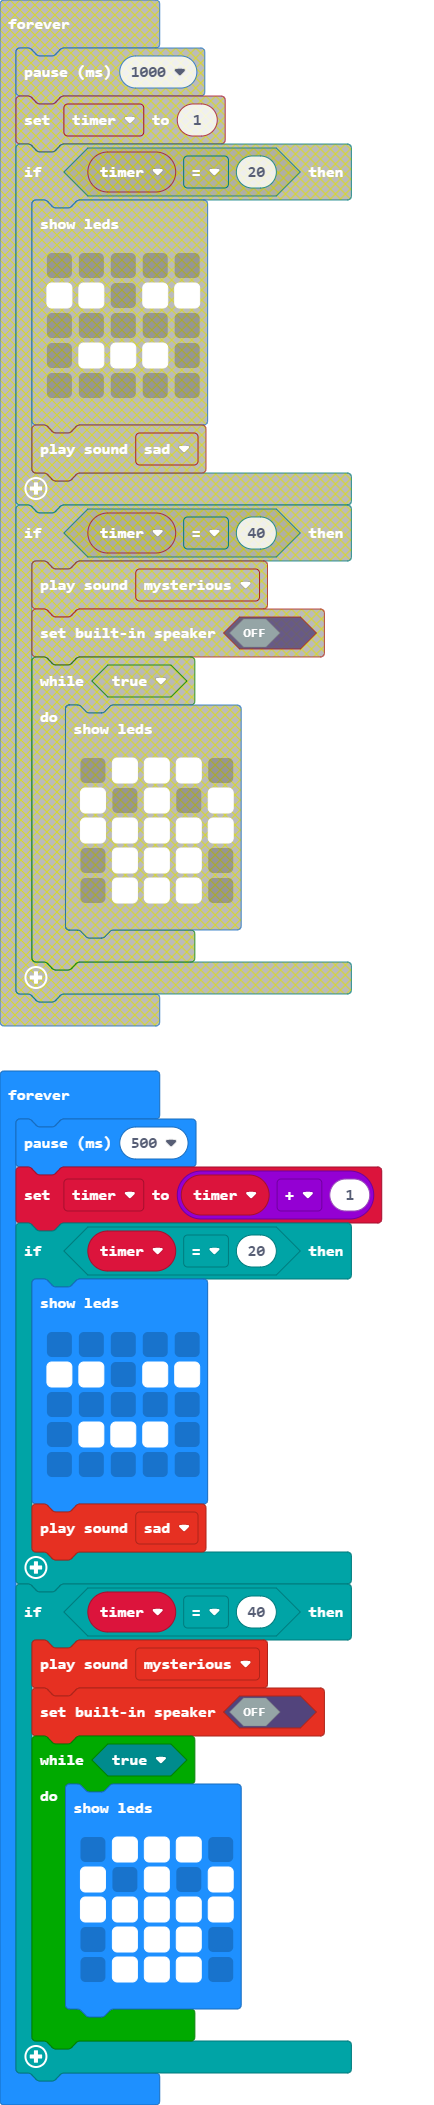 forever
pause (ms) 1000
set timer to 1
if timer = 20 then
show leds
play sound sad
if timer = 40 then
play sound mysterious
set built-in speaker OFF
while true
do
show leds
forever
pause (ms) 500
set timer to timer + 1
if timer = 20 then
show leds
play sound sad
if timer = 40 then
play sound mysterious
set built-in speaker OFF
while true
do
show leds